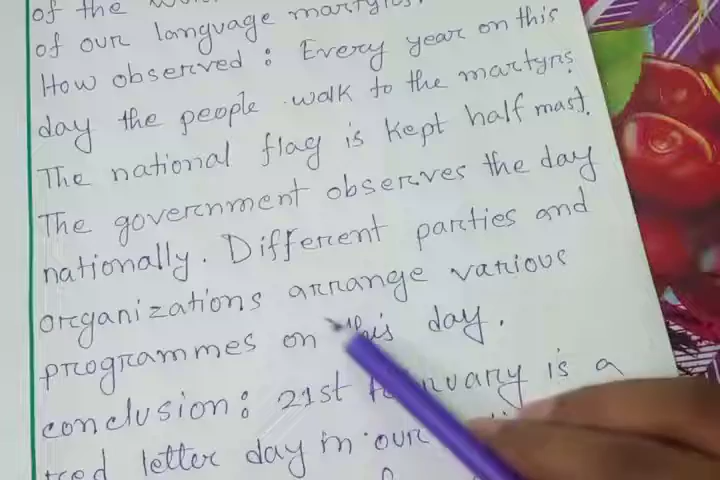 of the
of our language martyrs.
How observed : Every year on this
day the people walk to the martyrs.
The national flag is kept half mast.
The government observes the day
nationally. Different parties and
organizations arrange various
programmes on this day.
conclusion : 21st February is a
red letter day in our